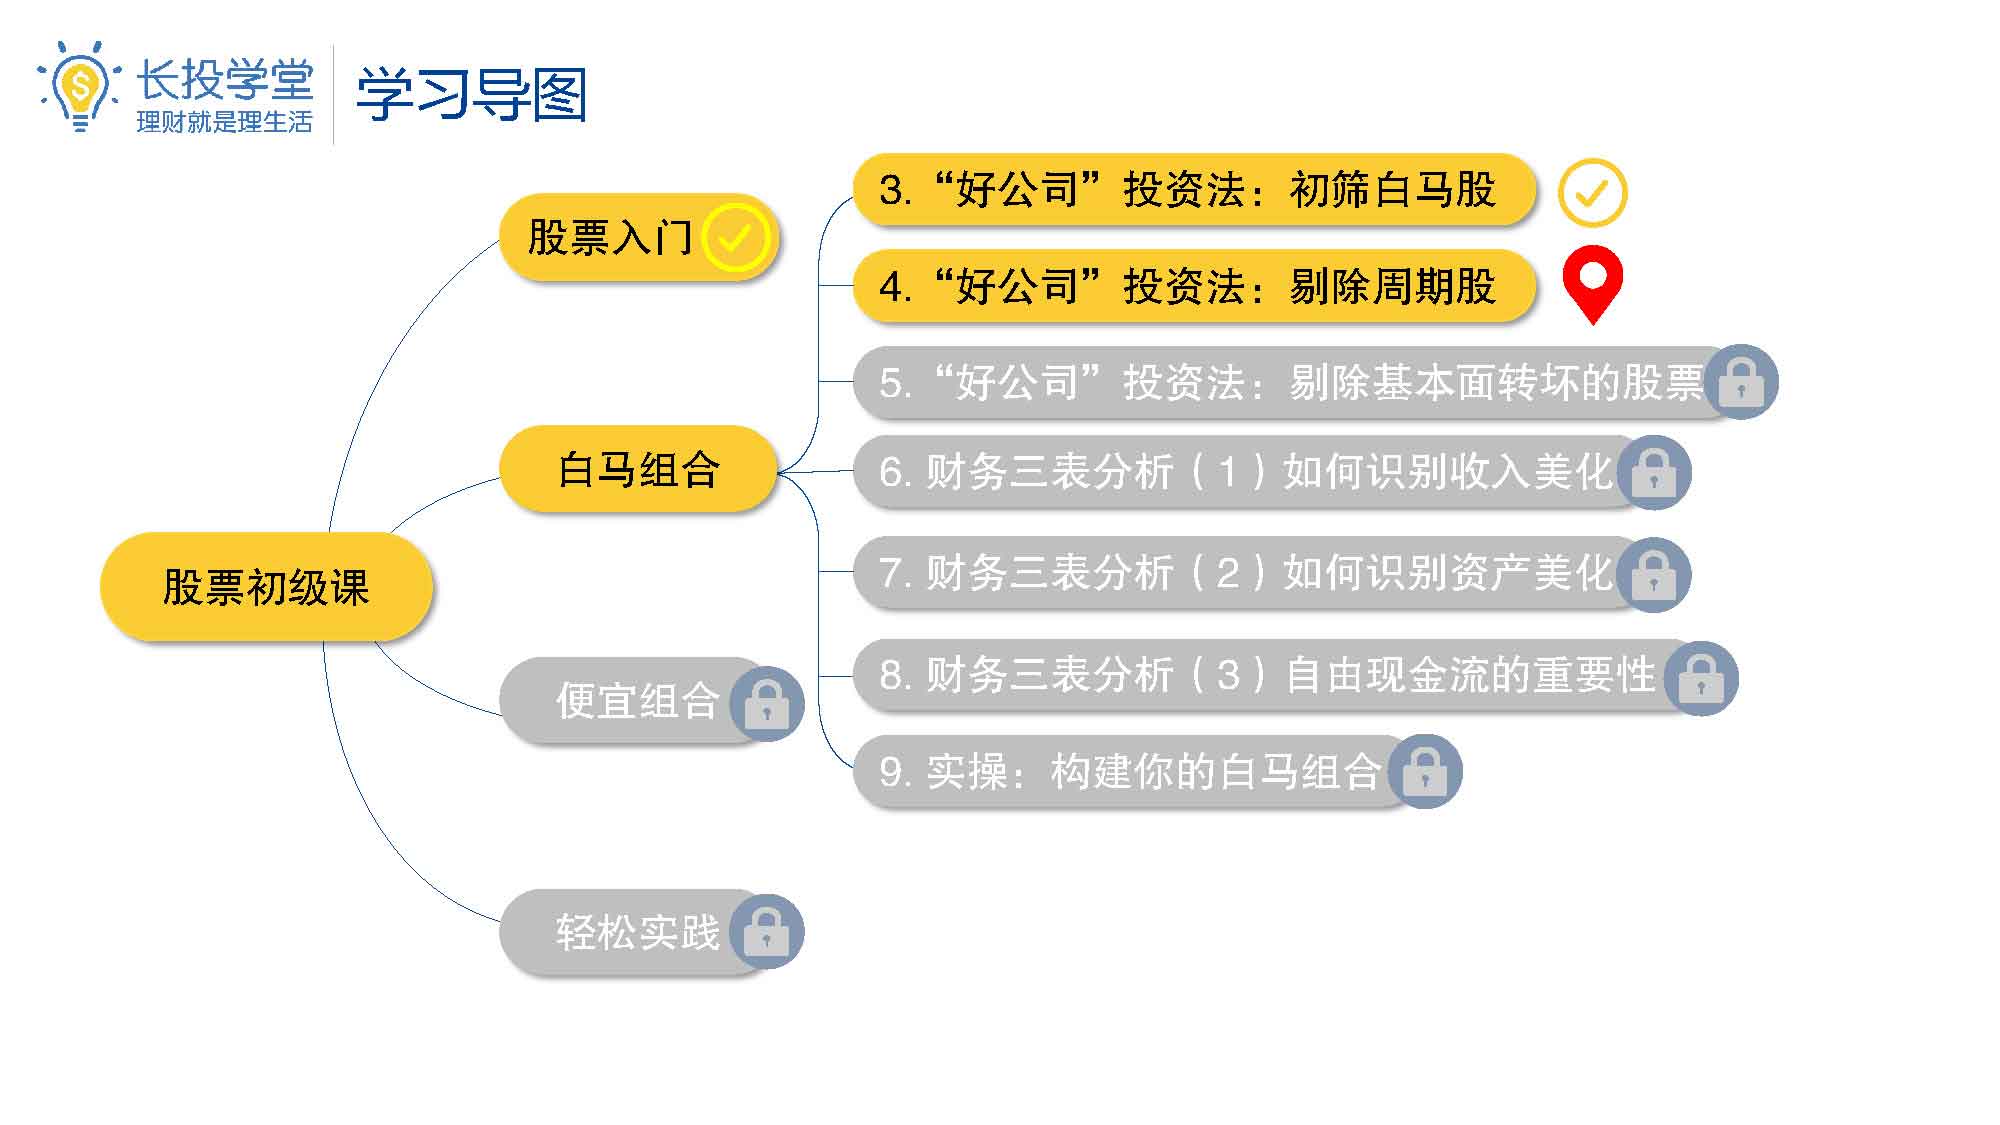 长投学堂
理财就是理生活
学习导图
股票初级课
股票入门
白马组合
3.“好公司”投资法：初筛白马股
4.“好公司”投资法：剔除周期股
5.“好公司”投资法：剔除基本面转坏的股票
6. 财务三表分析（1）如何识别收入美化
7. 财务三表分析（2）如何识别资产美化
8. 财务三表分析（3）自由现金流的重要性
9. 实操：构建你的白马组合
便宜组合
轻松实践